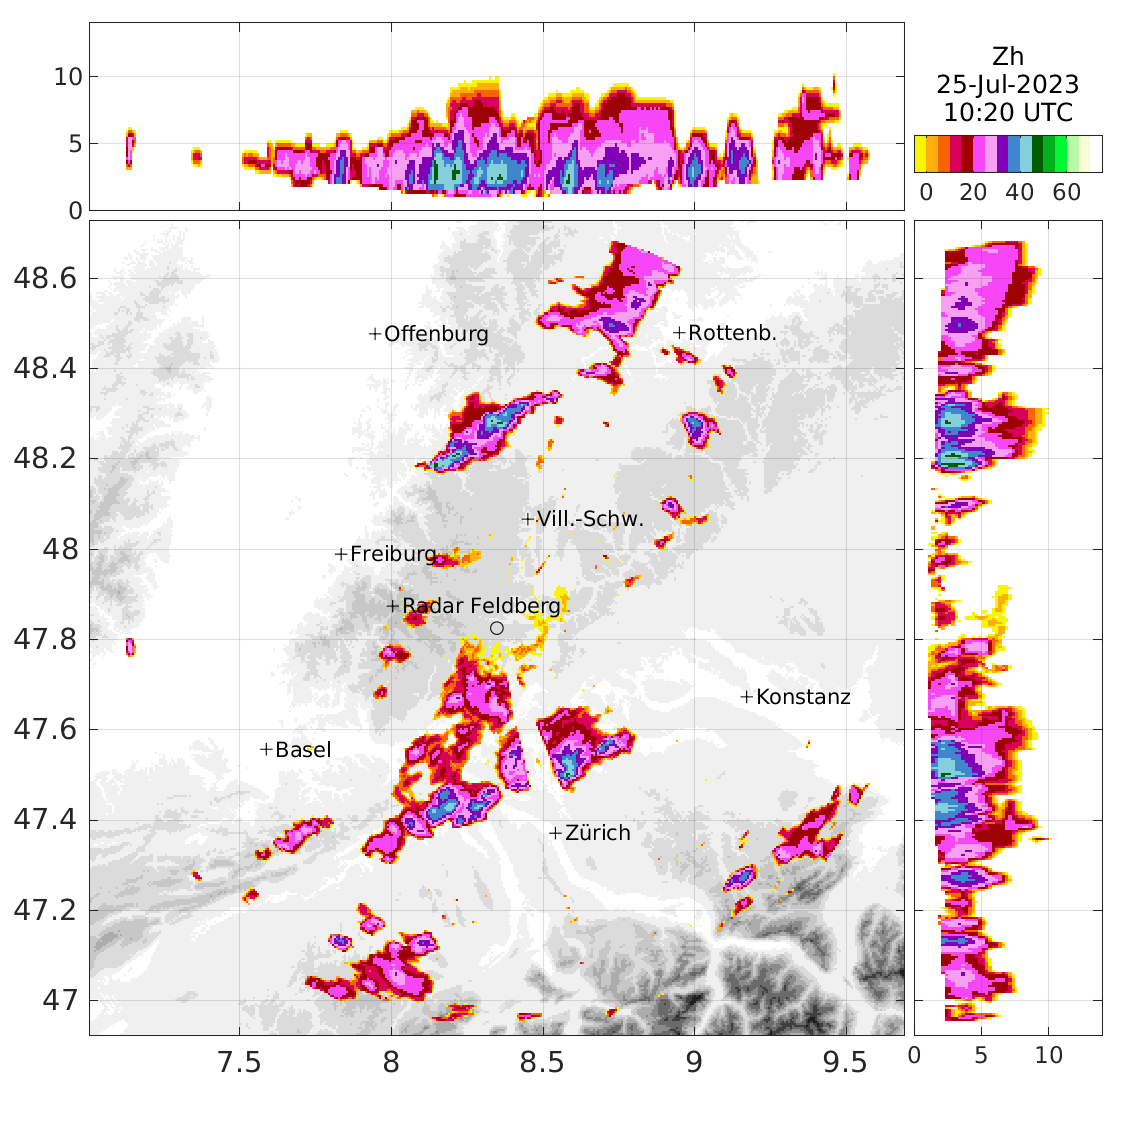 10
5
0
Zh
25-Jul-2023
10:20 UTC
0 20 40 60
48.6
48.4
48.2
48
47.8
47.6
47.4
47.2
47
+Offenburg
+Rottenb.
+Vill.-Schw.
+Freiburg
+Radar Feldberg
+Konstanz
+Basel
+Zürich
7.5 8 8.5 9 9.5
0 5 10